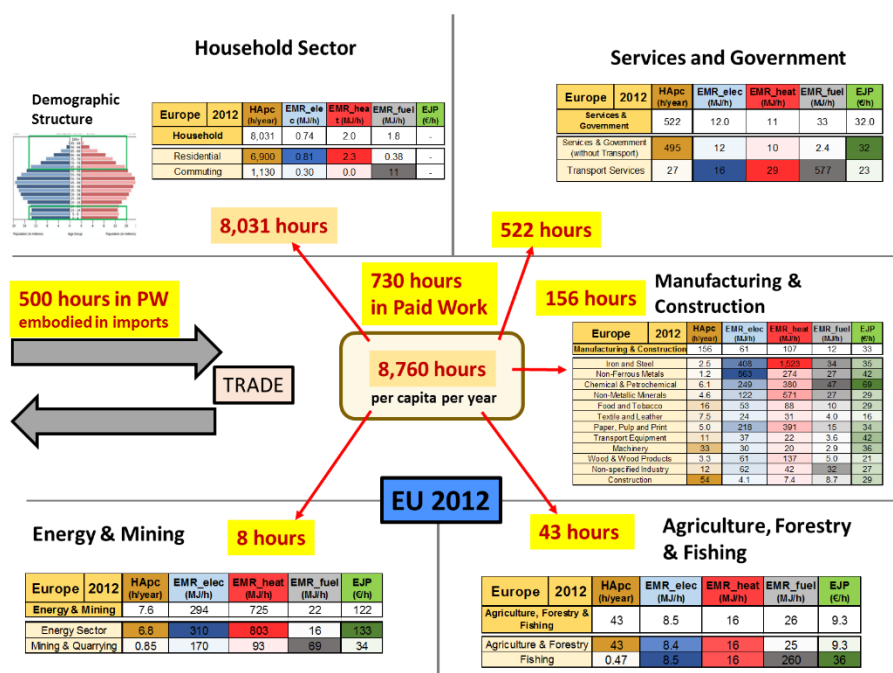 Household Sector
Demographic
Structure
Europe 2012 HApc (h/year) EMR_elec (MJ/h) EMR_heat (MJ/h) EMR_fuel (MJ/h) EJP (€/h)
Household 8,031 0.74 2.0 1.8 -
Residential 6,900 0.81 2.3 0.38 -
Commuting 1,130 0.30 0.0 11 -
8,031 hours
Services and Government
Europe 2012 HApc (h/year) EMR_elec (MJ/h) EMR_heat (MJ/h) EMR_fuel (MJ/h) EJP (€/h)
Services & Government 522 12.0 11 33 32.0
Services & Government (without Transport) 495 12 10 2.4 32
Transport Services 27 16 29 577 23
522 hours
500 hours in PW
embodied in imports
TRADE
730 hours
in Paid Work
8,760 hours
per capita per year
156 hours
Manufacturing &
Construction
Europe 2012 HApc (h/year) EMR_elec (MJ/h) EMR_heat (MJ/h) EMR_fuel (MJ/h) EJP (€/h)
Manufacturing & Construction 156 61 107 12 33
Iron and Steel 2.5 408 1,523 34 35
Non-Ferrous Metals 1.2 563 274 27 42
Chemical & Petrochemical 6.1 249 380 47 69
Non-Metallic Minerals 4.6 122 571 27 29
Food and Tobacco 16 53 88 10 29
Textile and Leather 7.5 24 31 4.0 16
Paper, Pulp and Print 5.0 218 391 15 34
Transport Equipment 11 37 22 3.6 42
Machinery 33 30 20 2.9 36
Wood & Wood Products 3.3 61 137 5.0 21
Non-specified Industry 12 62 42 32 27
Construction 54 4.1 7.4 8.7 29
EU 2012
Energy & Mining
8 hours
Europe 2012 HApc (h/year) EMR_elec (MJ/h) EMR_heat (MJ/h) EMR_fuel (MJ/h) EJP (€/h)
Energy & Mining 7.6 294 725 22 122
Energy Sector 6.8 310 803 16 133
Mining & Quarrying 0.85 170 93 69 34
43 hours
Agriculture, Forestry
& Fishing
Europe 2012 HApc (h/year) EMR_elec (MJ/h) EMR_heat (MJ/h) EMR_fuel (MJ/h) EJP (€/h)
Agriculture, Forestry & Fishing 43 8.5 16 26 9.3
Agriculture & Forestry 43 8.4 16 25 9.3
Fishing 0.47 8.5 16 260 36